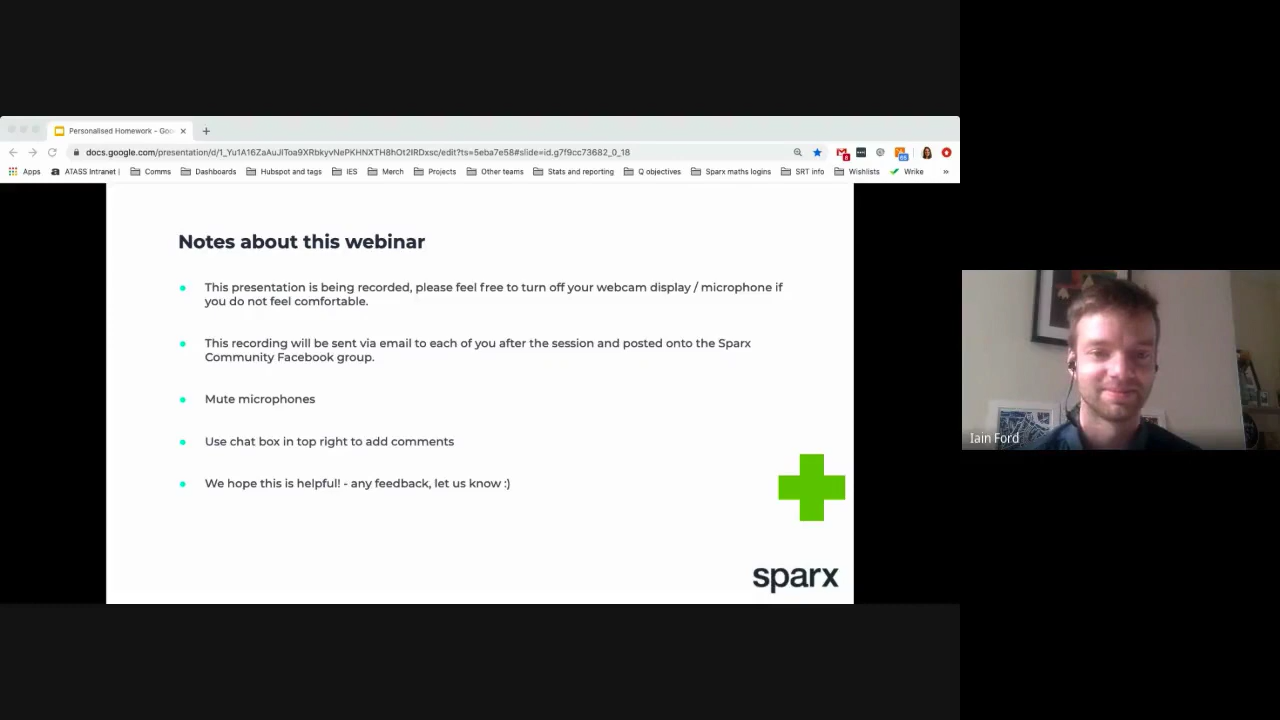 Personalised Homework - Goo
docs.google.com/presentation/d/1_Yu1A16ZaAuJIToa9XRbkyvNePKHNXTH8hOt2IRDxsc/edit?ts=5eba7e58#slide=id.g7f9cc73682_0_18
Apps ATASS Intranet | Comms Dashboards Hubspot and tags IES Merch Projects Other teams Stats and reporting Q objectives Sparx maths logins SRT info Wishlists Wrike »
Notes about this webinar
This presentation is being recorded, please feel free to turn off your webcam display / microphone if
you do not feel comfortable.
This recording will be sent via email to each of you after the session and posted onto the Sparx
Community Facebook group.
Mute microphones
Use chat box in top right to add comments
We hope this is helpful! - any feedback, let us know :)
sparx
Iain Ford